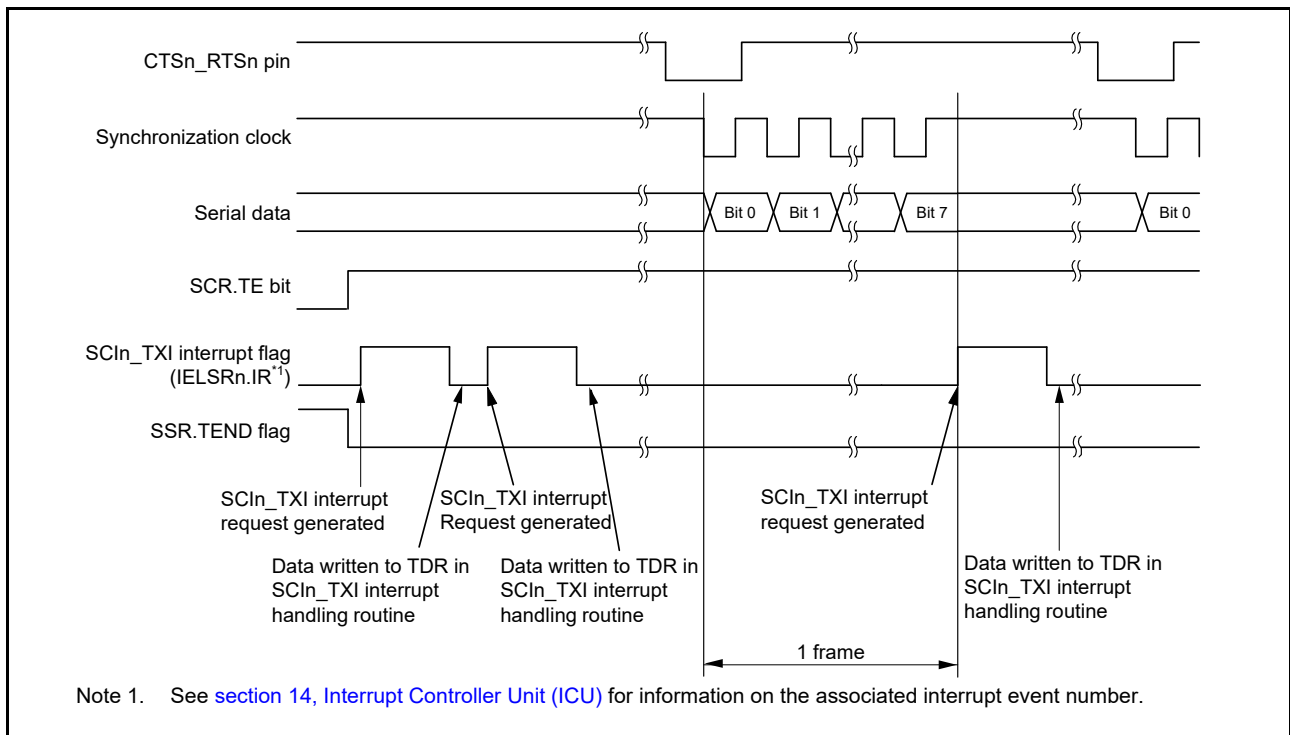 CTSn_RTSn pin
Synchronization clock
Serial data
Bit 0
Bit 1
Bit 7
Bit 0
SCR.TE bit
SCIn_TXI interrupt flag
(IELSRn.IR*1)
SSR.TEND flag
SCIn_TXI interrupt
request generated
SCIn_TXI interrupt
Request generated
SCIn_TXI interrupt
request generated
Data written to TDR in
SCIn_TXI interrupt
handling routine
Data written to TDR in
SCIn_TXI interrupt
handling routine
Data written to TDR in
SCIn_TXI interrupt
handling routine
1 frame
Note 1. See section 14, Interrupt Controller Unit (ICU) for information on the associated interrupt event number.